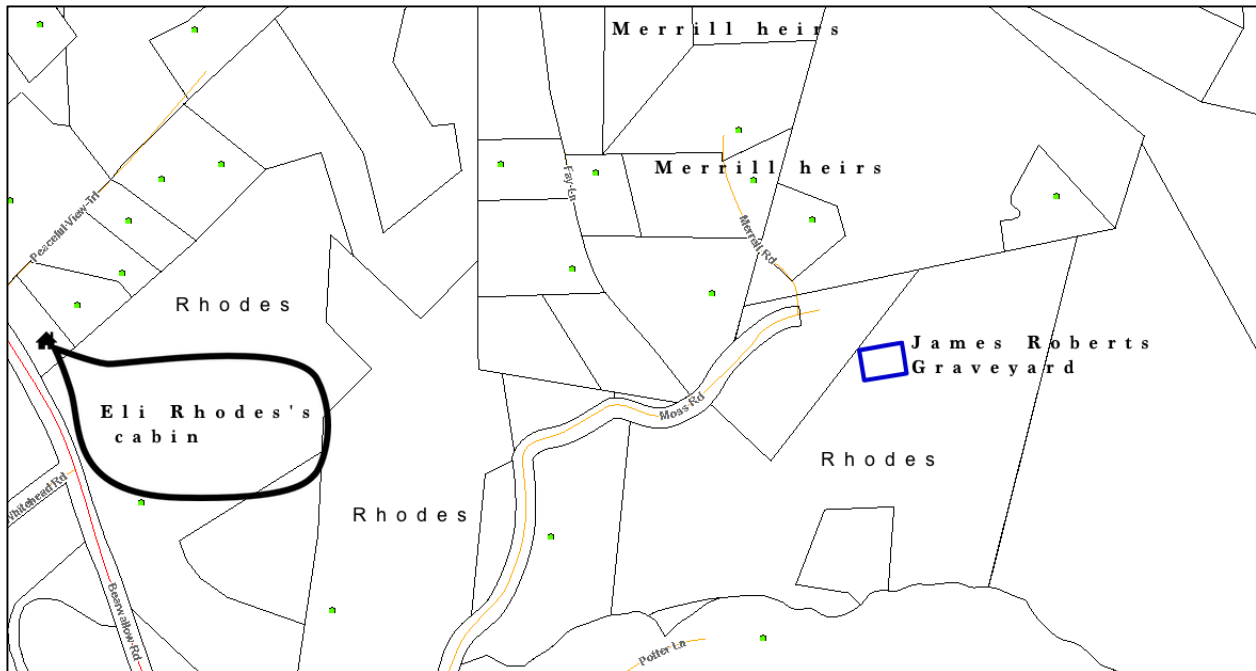 Merrill heirs
Merrill heirs
Fay Ln
Peaceful View Trl
Merrill Rd
Rhodes
James Roberts
Graveyard
Eli Rhodes's
cabin
Moss Rd
Rhodes
Whitehead Rd
Rhodes
Bearwallow Rd
Potter Ln